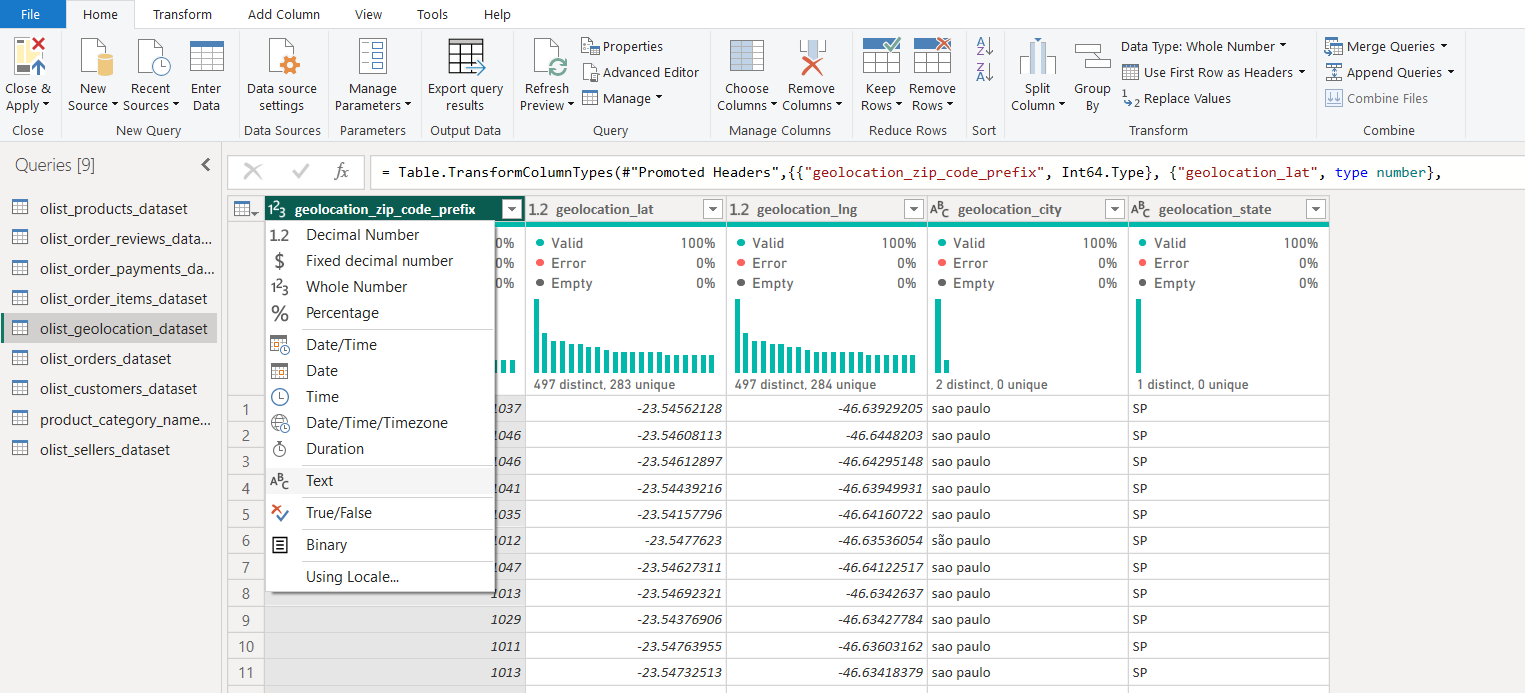 File Home Transform Add Column View Tools Help
Close & Apply
New Source
Recent Sources
Enter Data
Data source settings
Manage Parameters
Export query results
Refresh Preview
Properties
Advanced Editor
Manage
Choose Columns
Remove Columns
Keep Rows
Remove Rows
A Z
Z A
Split Column
Group By
Data Type: Whole Number
Use First Row as Headers
1 2 Replace Values
Merge Queries
Append Queries
Combine Files
Close New Query Data Sources Parameters Output Data Query Manage Columns Reduce Rows Sort Transform Combine
Queries [9]
olist_products_dataset
olist_order_reviews_data...
olist_order_payments_da...
olist_order_items_dataset
olist_geolocation_dataset
olist_orders_dataset
olist_customers_dataset
product_category_name...
olist_sellers_dataset
fx = Table.TransformColumnTypes(#"Promoted Headers",{{"geolocation_zip_code_prefix", Int64.Type}, {"geolocation_lat", type number},
123 geolocation_zip_code_prefix 1.2 geolocation_lat 1.2 geolocation_lng ABC geolocation_city ABC geolocation_state
1.2 Decimal Number
$ Fixed decimal number
123 Whole Number
% Percentage
Date/Time
Date
Time
Date/Time/Timezone
Duration
ABC Text
True/False
Binary
Using Locale...
0% Valid 100% Valid 100% Valid 100% Valid 100%
0% Error 0% Error 0% Error 0% Error 0%
0% Empty 0% Empty 0% Empty 0% Empty 0%
497 distinct, 283 unique 497 distinct, 284 unique 2 distinct, 0 unique 1 distinct, 0 unique
1 1037 -23.54562128 -46.63929205 sao paulo SP
2 1046 -23.54608113 -46.6448203 sao paulo SP
3 1046 -23.54612897 -46.64295148 sao paulo SP
4 1041 -23.54439216 -46.63949931 sao paulo SP
5 1035 -23.54157796 -46.64160722 sao paulo SP
6 1012 -23.5477623 -46.63536054 são paulo SP
7 1047 -23.54627311 -46.64122517 sao paulo SP
8 1013 -23.54692321 -46.6342637 sao paulo SP
9 1029 -23.54376906 -46.63427784 sao paulo SP
10 1011 -23.54763955 -46.63603162 sao paulo SP
11 1013 -23.54732513 -46.63418379 sao paulo SP